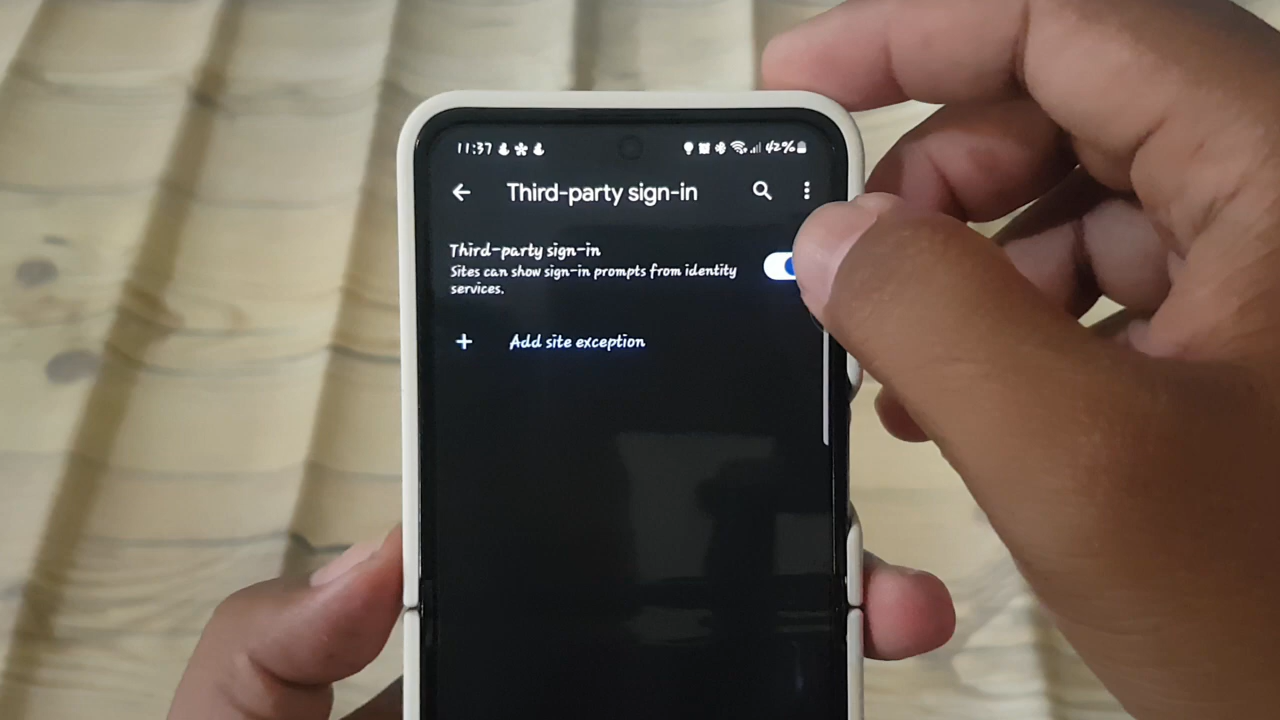 11:37 42%
Third-party sign-in
Third-party sign-in
Sites can show sign-in prompts from identity
services.
+ Add site exception